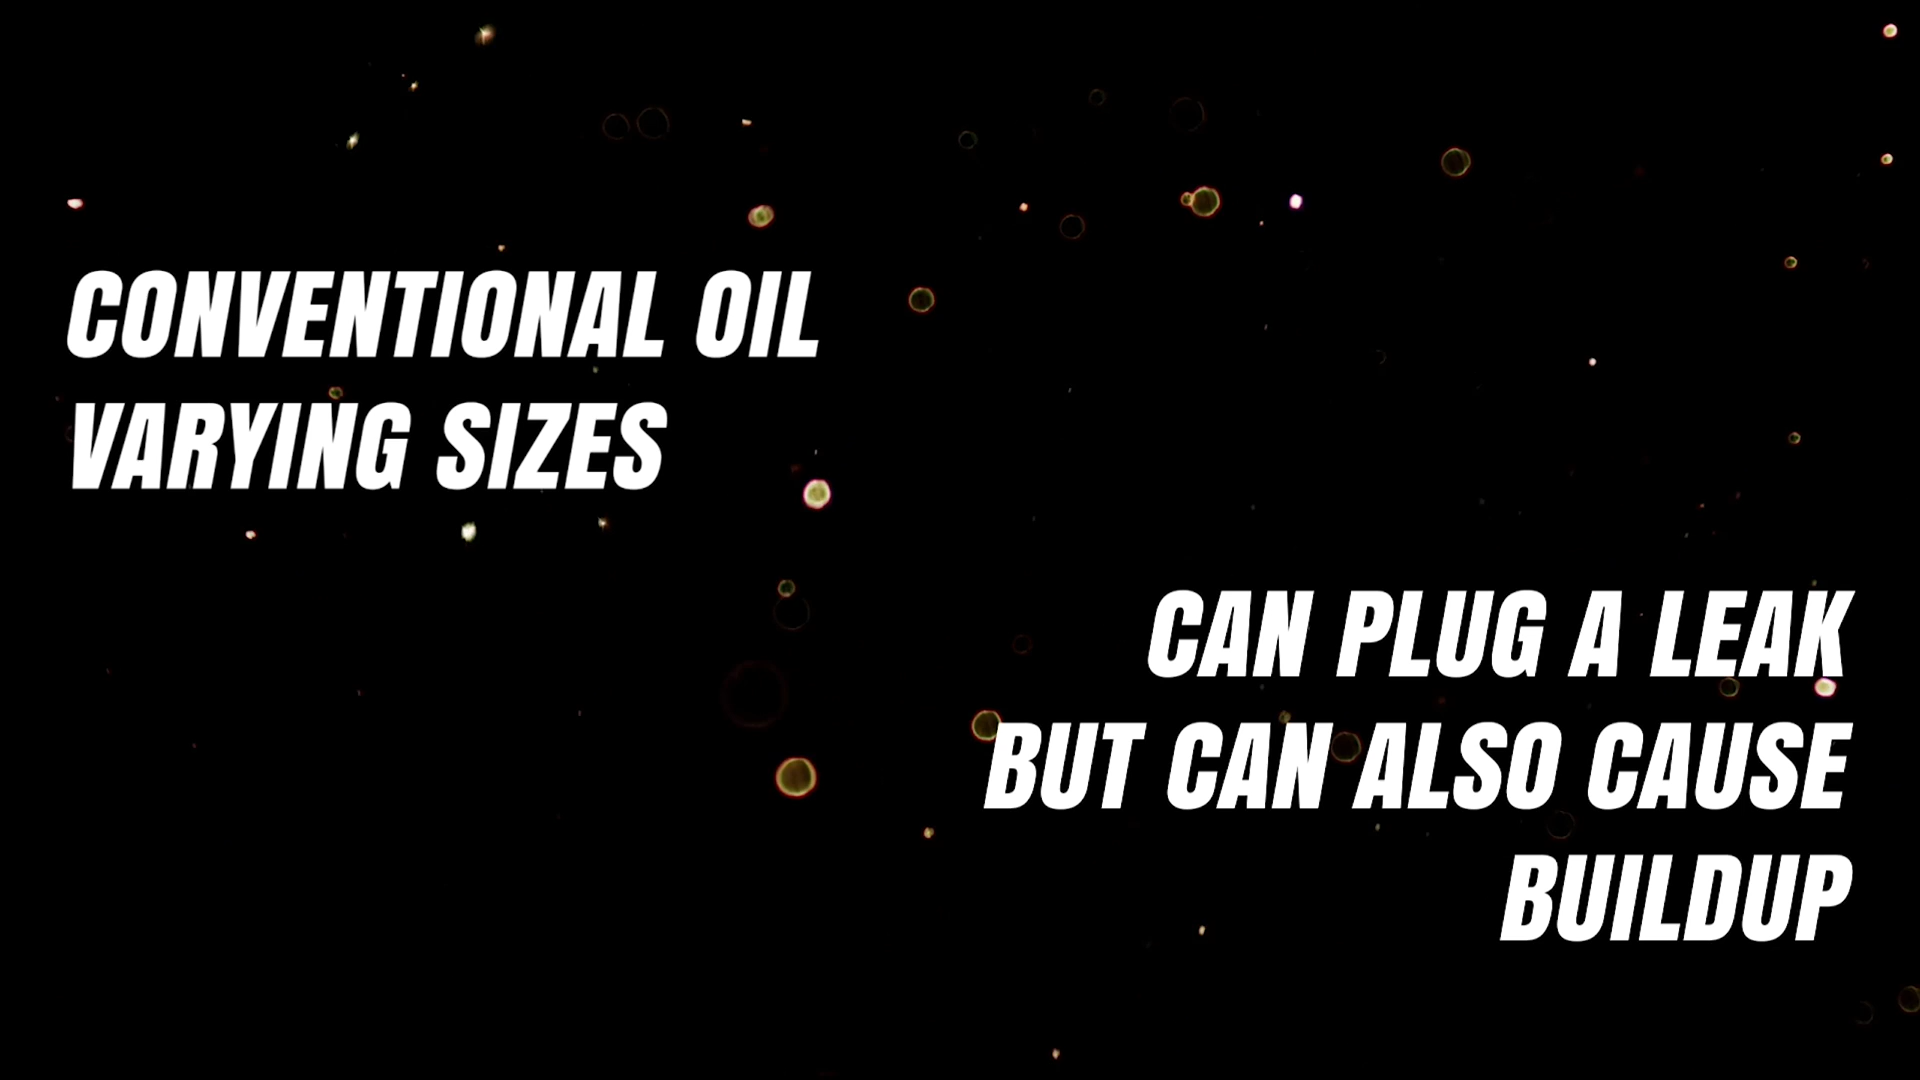 CONVENTIONAL OIL
VARYING SIZES
CAN PLUG A LEAK
BUT CAN ALSO CAUSE
BUILDUP